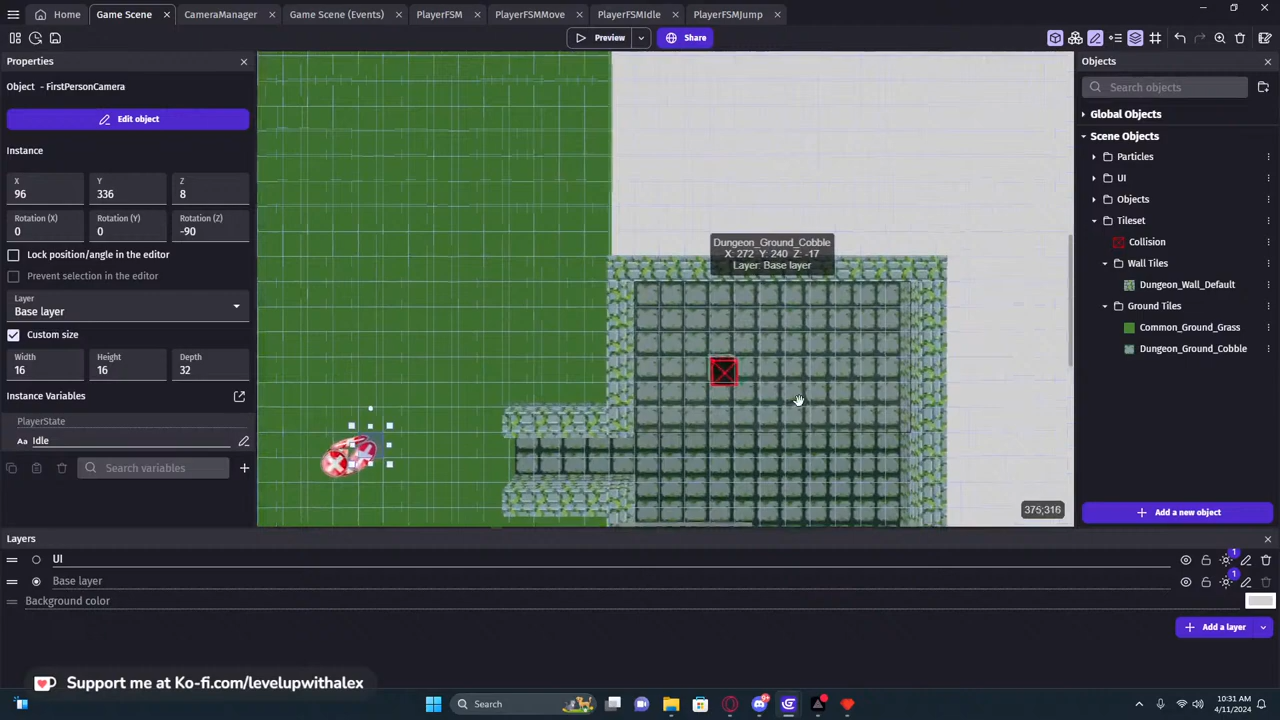 Home
Game Scene
CameraManager
Game Scene (Events)
PlayerFSM
PlayerFSMMove
PlayerFSMIdle
PlayerFSMJump
Preview
Share
Properties
Object - FirstPersonCamera
Edit object
Instance
X
96
Y
336
Z
8
Rotation (X)
0
Rotation (Y)
0
Rotation (Z)
-90
Lock position/angle in the editor
Prevent selection in the editor
Layer
Base layer
Custom size
Width
16
Height
16
Depth
32
Instance Variables
PlayerState
Aa Idle
Search variables
Dungeon_Ground_Cobble
X: 272 Y: 240 Z: -17
Layer: Base layer
375;316
Objects
Search objects
Global Objects
Scene Objects
Particles
UI
Objects
Tileset
Collision
Wall Tiles
Dungeon_Wall_Default
Ground Tiles
Common_Ground_Grass
Dungeon_Ground_Cobble
Add a new object
Layers
UI
1
Base layer
1
Background color
Add a layer
Support me at Ko-fi.com/levelupwithalex
Search
10:31 AM
4/11/2024